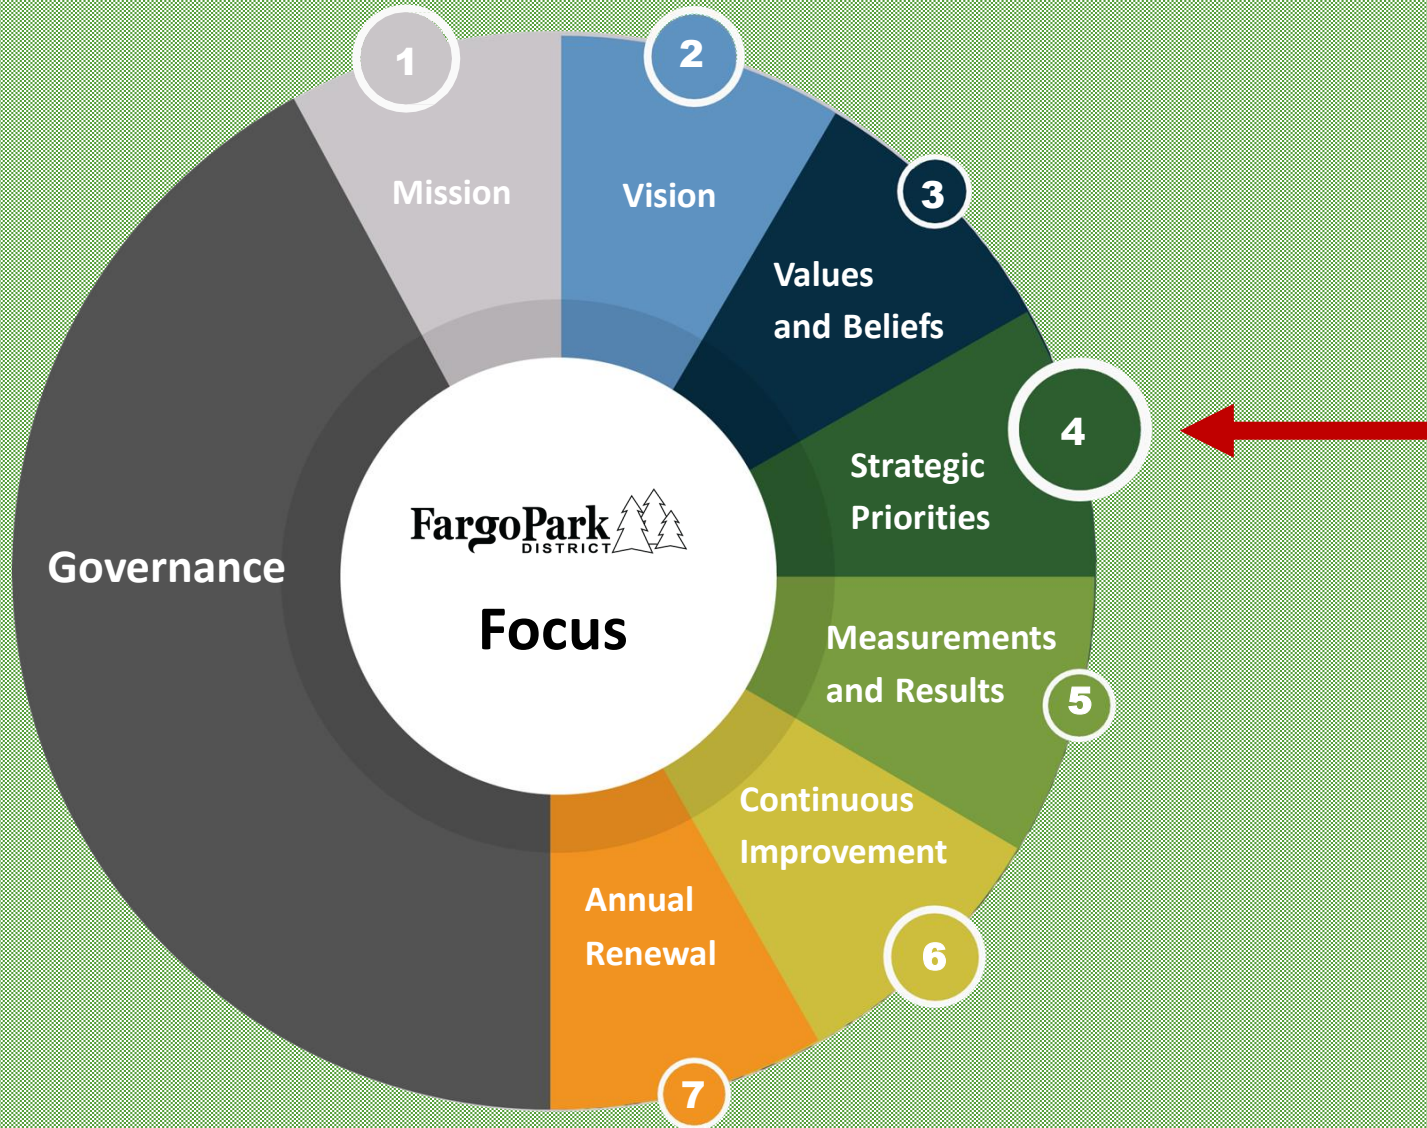 1
Mission
2
Vision
3
Values
and Beliefs
4
Strategic
Priorities
Measurements
and Results
5
Continuous
Improvement
6
Annual
Renewal
7
Governance
FargoPark
DISTRICT
Focus